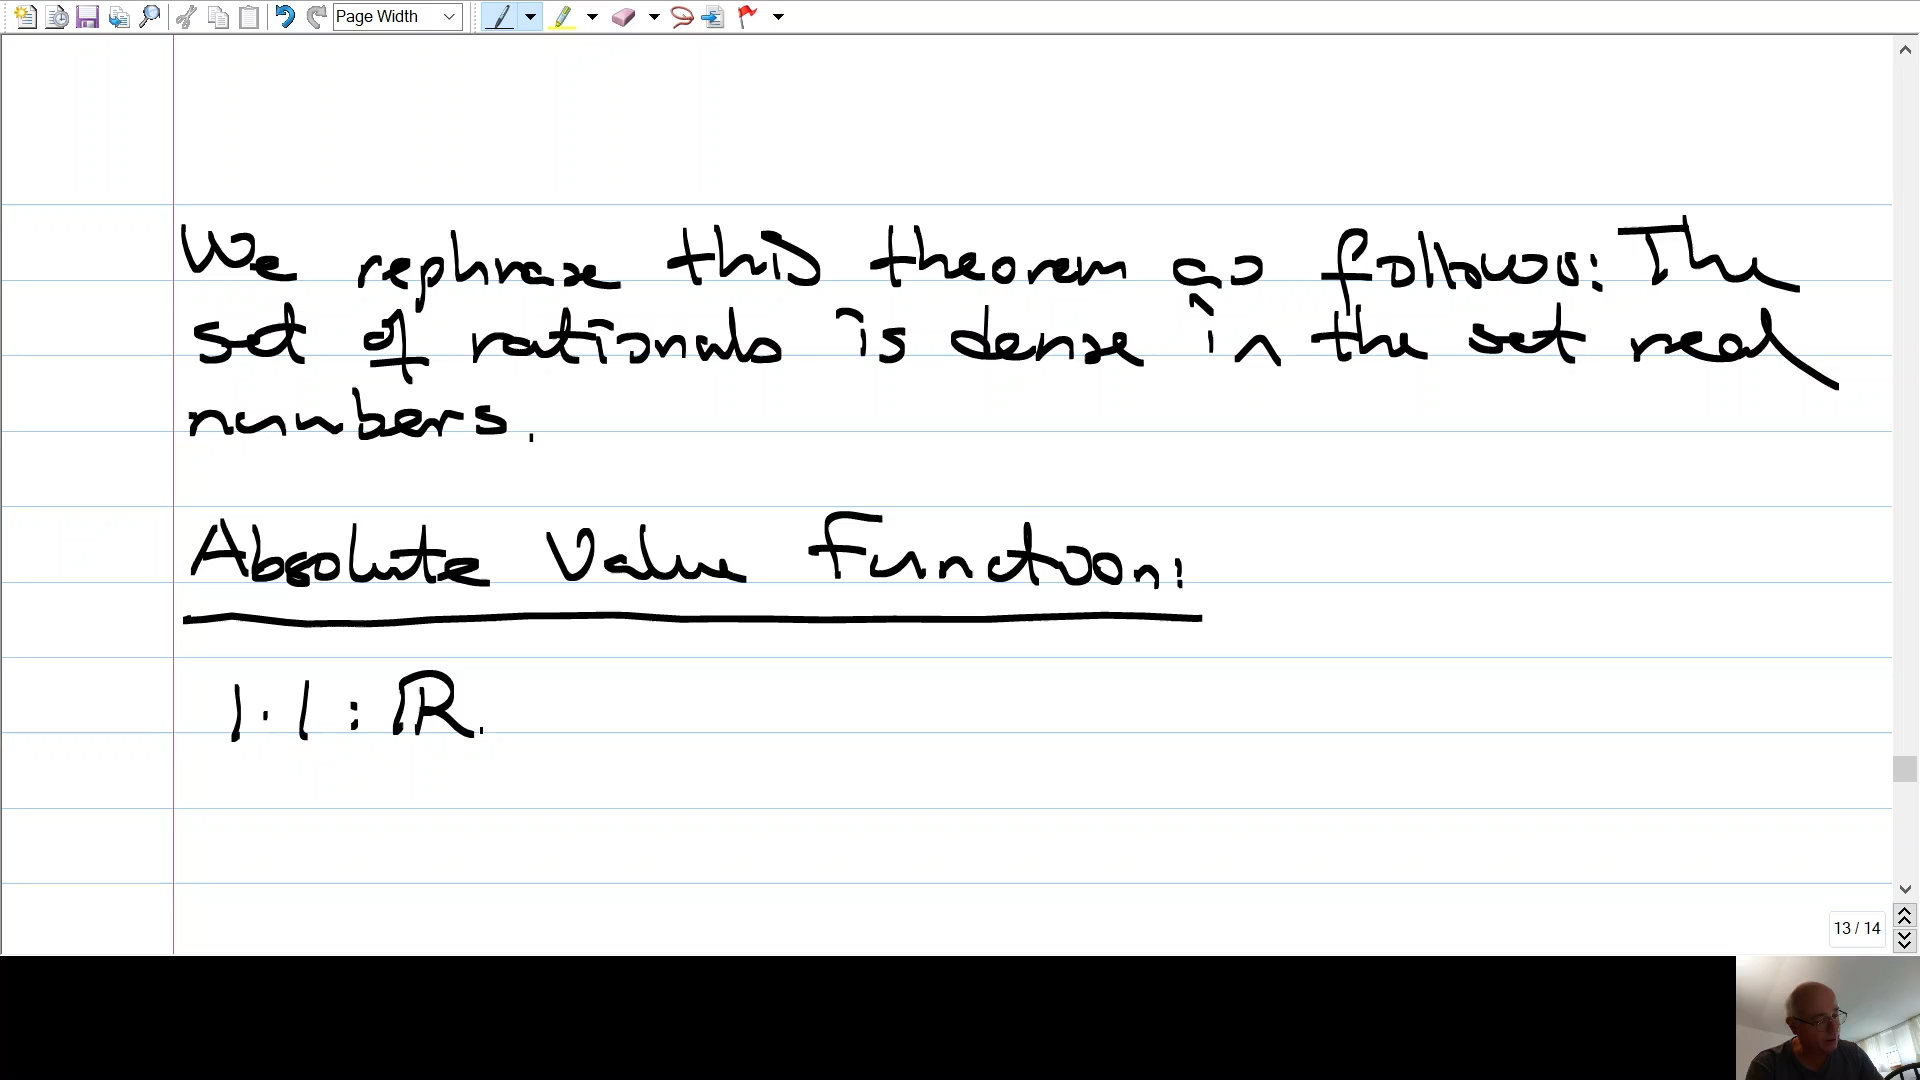 Page Width
We rephrase this theorem as follows: The
set of rationals is dense in the set real
numbers.
Absolute Value Function:
|·| : ℝ.
13 / 14